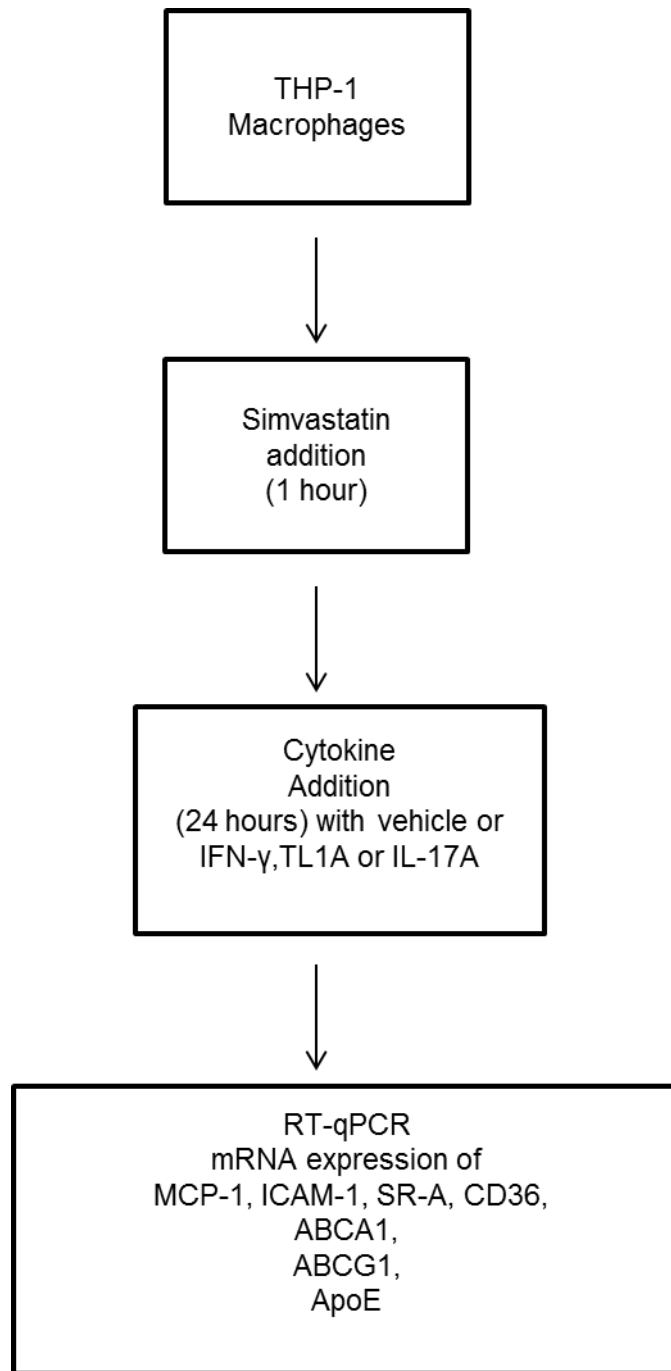 THP-1
Macrophages
Simvastatin
addition
(1 hour)
Cytokine
Addition
(24 hours) with vehicle or
IFN-γ,TL1A or IL-17A
RT-qPCR
mRNA expression of
MCP-1, ICAM-1, SR-A, CD36,
ABCA1,
ABCG1,
ApoE